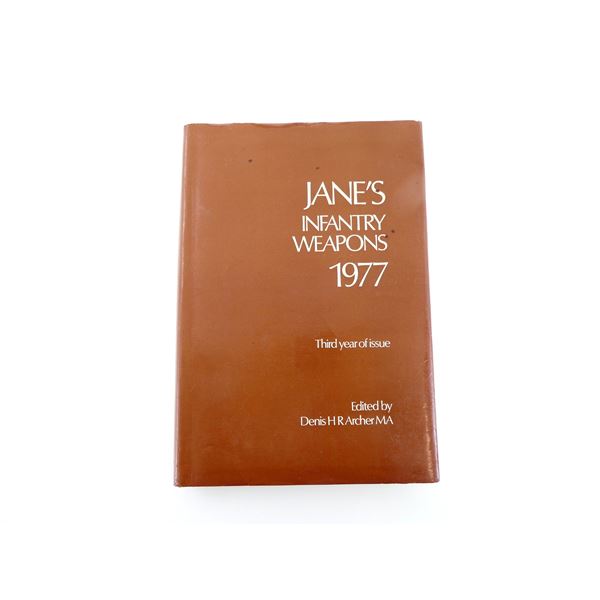 JANE'S
INFANTRY
WEAPONS
1977
Third year of issue
Edited by
Denis H R Archer MA